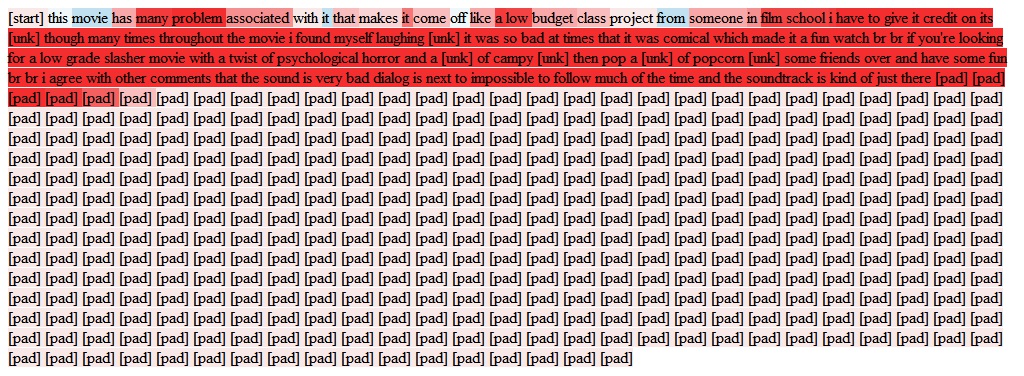 [start] this movie has many problem associated with it that makes it come off like a low budget class project from someone in film school i have to give it credit on its
[unk] though many times throughout the movie i found myself laughing [unk] it was so bad at times that it was comical which made it a fun watch br br if you're looking
for a low grade slasher movie with a twist of psychological horror and a [unk] of campy [unk] then pop a [unk] of popcorn [unk] some friends over and have some fun
br br i agree with other comments that the sound is very bad dialog is next to impossible to follow much of the time and the soundtrack is kind of just there [pad] [pad]
[pad] [pad] [pad] [pad] [pad] [pad] [pad] [pad] [pad] [pad] [pad] [pad] [pad] [pad] [pad] [pad] [pad] [pad] [pad] [pad] [pad] [pad] [pad] [pad] [pad] [pad] [pad]
[pad] [pad] [pad] [pad] [pad] [pad] [pad] [pad] [pad] [pad] [pad] [pad] [pad] [pad] [pad] [pad] [pad] [pad] [pad] [pad] [pad] [pad] [pad] [pad] [pad] [pad] [pad]
[pad] [pad] [pad] [pad] [pad] [pad] [pad] [pad] [pad] [pad] [pad] [pad] [pad] [pad] [pad] [pad] [pad] [pad] [pad] [pad] [pad] [pad] [pad] [pad] [pad] [pad] [pad]
[pad] [pad] [pad] [pad] [pad] [pad] [pad] [pad] [pad] [pad] [pad] [pad] [pad] [pad] [pad] [pad] [pad] [pad] [pad] [pad] [pad] [pad] [pad] [pad] [pad] [pad] [pad]
[pad] [pad] [pad] [pad] [pad] [pad] [pad] [pad] [pad] [pad] [pad] [pad] [pad] [pad] [pad] [pad] [pad] [pad] [pad] [pad] [pad] [pad] [pad] [pad] [pad] [pad] [pad]
[pad] [pad] [pad] [pad] [pad] [pad] [pad] [pad] [pad] [pad] [pad] [pad] [pad] [pad] [pad] [pad] [pad] [pad] [pad] [pad] [pad] [pad] [pad] [pad] [pad] [pad] [pad]
[pad] [pad] [pad] [pad] [pad] [pad] [pad] [pad] [pad] [pad] [pad] [pad] [pad] [pad] [pad] [pad] [pad] [pad] [pad] [pad] [pad] [pad] [pad] [pad] [pad] [pad] [pad]
[pad] [pad] [pad] [pad] [pad] [pad] [pad] [pad] [pad] [pad] [pad] [pad] [pad] [pad] [pad] [pad] [pad] [pad] [pad] [pad] [pad] [pad] [pad] [pad] [pad] [pad] [pad]
[pad] [pad] [pad] [pad] [pad] [pad] [pad] [pad] [pad] [pad] [pad] [pad] [pad] [pad] [pad] [pad] [pad] [pad] [pad] [pad] [pad] [pad] [pad] [pad] [pad] [pad] [pad]
[pad] [pad] [pad] [pad] [pad] [pad] [pad] [pad] [pad] [pad] [pad] [pad] [pad] [pad] [pad] [pad] [pad] [pad] [pad] [pad] [pad] [pad] [pad] [pad] [pad] [pad] [pad]
[pad] [pad] [pad] [pad] [pad] [pad] [pad] [pad] [pad] [pad] [pad] [pad] [pad] [pad] [pad] [pad] [pad] [pad] [pad] [pad] [pad] [pad] [pad] [pad] [pad] [pad] [pad]
[pad] [pad] [pad] [pad] [pad] [pad] [pad] [pad] [pad] [pad] [pad] [pad] [pad] [pad] [pad] [pad] [pad] [pad] [pad] [pad] [pad] [pad] [pad] [pad] [pad] [pad] [pad]
[pad] [pad] [pad] [pad] [pad] [pad] [pad] [pad] [pad] [pad] [pad] [pad] [pad] [pad] [pad] [pad] [pad] [pad] [pad] [pad] [pad] [pad] [pad] [pad] [pad] [pad] [pad]
[pad] [pad] [pad] [pad] [pad] [pad] [pad] [pad] [pad] [pad] [pad] [pad] [pad] [pad] [pad] [pad] [pad]